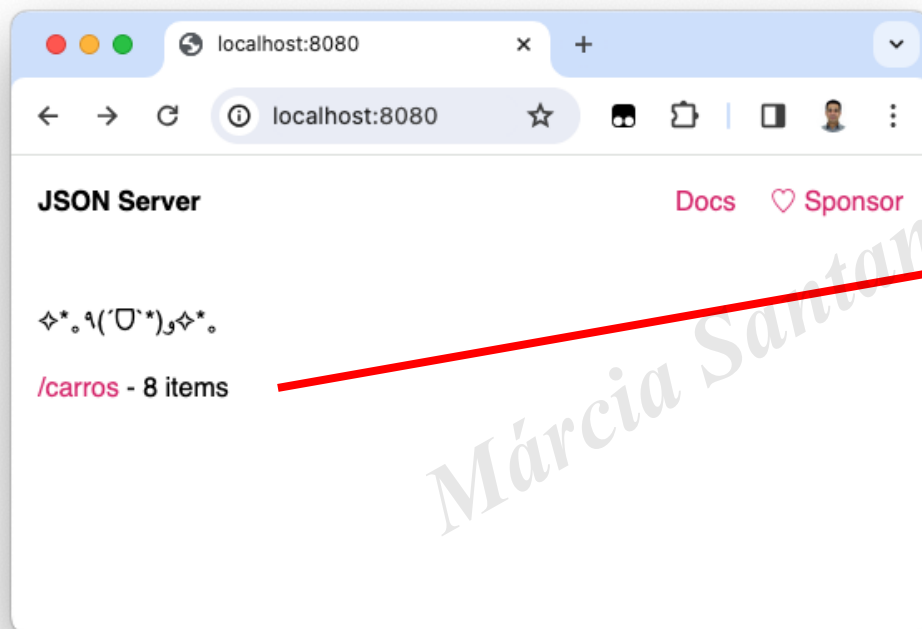 localhost:8080
localhost:8080
JSON Server
Docs ♡ Sponsor
✧*｡٩(ˊᗜˋ*)و✧*｡
/carros - 8 items
Márcia Santan